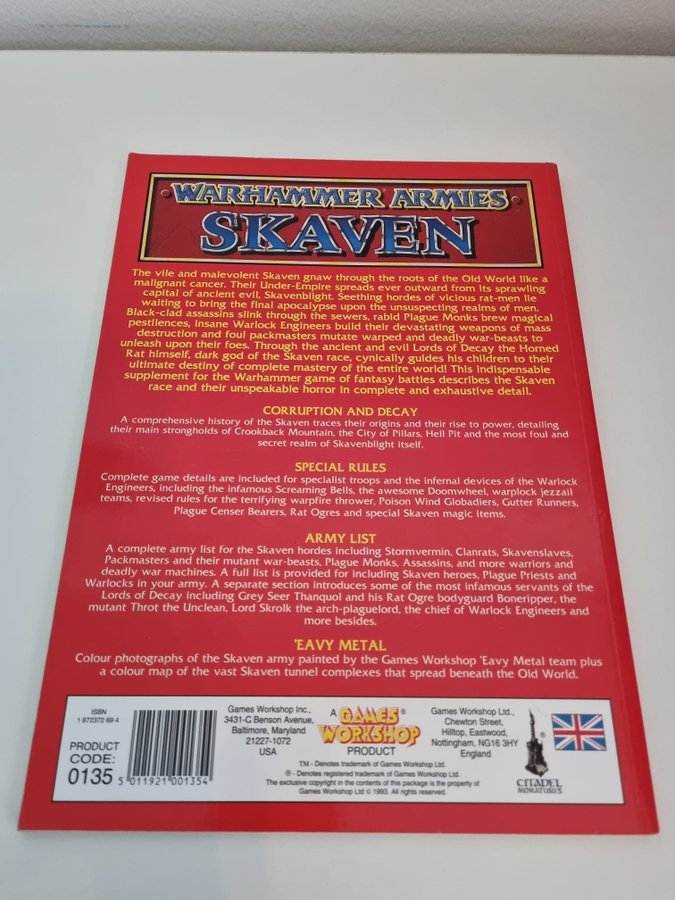 WARHAMMER ARMIES
SKAVEN
The vile and malevolent Skaven gnaw through the roots of the Old World like a
malignant cancer. Their Under-Empire spreads ever outward from its sprawling
capital of ancient evil, Skavenblight. Seething hordes of vicious rat-men lie
waiting to bring the final apocalypse upon the unsuspecting realms of men.
Black-clad assassins slink through the sewers, rabid Plague Monks brew magical
pestilences, insane Warlock Engineers build their devastating weapons of mass
destruction and foul packmasters mutate warped and deadly war-beasts to
unleash upon their foes. Through the ancient and evil Lords of Decay the Horned
Rat himself, dark god of the Skaven race, cynically guides his children to their
ultimate destiny of complete mastery of the entire world! This indispensable
supplement for the Warhammer game of fantasy battles describes the Skaven
race and their unspeakable horror in complete and exhaustive detail.
CORRUPTION AND DECAY
A comprehensive history of the Skaven traces their origins and their rise to power, detailing
their main strongholds of Crookback Mountain, the City of Pillars, Hell Pit and the most foul and
secret realm of Skavenblight itself.
SPECIAL RULES
Complete game details are included for specialist troops and the infernal devices of the Warlock
Engineers, including the infamous Screaming Bells, the awesome Doomwheel, warplock jezzail
teams, revised rules for the terrifying warpfire thrower, Poison Wind Globadiers, Gutter Runners,
Plague Censer Bearers, Rat Ogres and special Skaven magic items.
ARMY LIST
A complete army list for the Skaven hordes including Stormvermin, Clanrats, Skavenslaves,
Packmasters and their mutant war-beasts, Plague Monks, Assassins, and more warriors and
deadly war machines. A full list is provided for including Skaven heroes, Plague Priests and
Warlocks in your army. A separate section introduces some of the most infamous servants of the
Lords of Decay including Grey Seer Thanquol and his Rat Ogre bodyguard Boneripper, the
mutant Throt the Unclean, Lord Skrolk the arch-plaguelord, the chief of Warlock Engineers and
more besides.
'EAVY METAL
Colour photographs of the Skaven army painted by the Games Workshop 'Eavy Metal team plus
a colour map of the vast Skaven tunnel complexes that spread beneath the Old World.
ISBN
1 872372 69 4
PRODUCT
CODE:
0135
5 011921 001354
Games Workshop Inc.,
3431-C Benson Avenue,
Baltimore, Maryland
21227-1072
USA
A
GAMES®
WORKSHOP
PRODUCT
Games Workshop Ltd.,
Chewton Street,
Hilltop, Eastwood,
Nottingham, NG16 3HY
England
®
CITADEL
MINIATURES
TM - Denotes trademark of Games Workshop Ltd.
® - Denotes registered trademark of Games Workshop Ltd.
The exclusive copyright in the contents of this package is the property of
Games Workshop Ltd © 1993. All rights reserved.